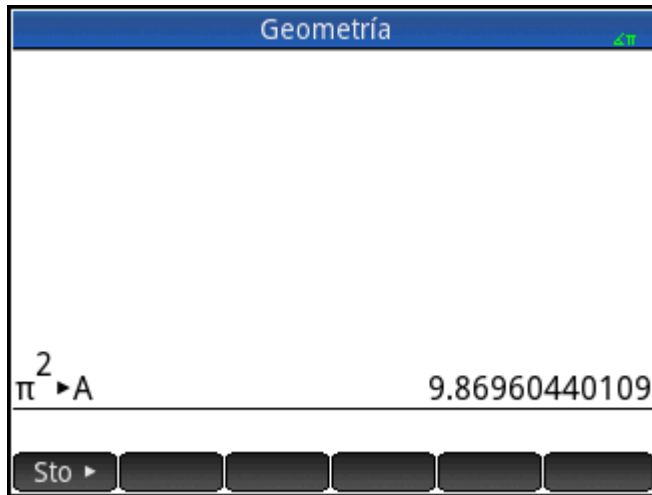 Geometría
∡π
π² ▶A
9.86960440109
Sto ▶